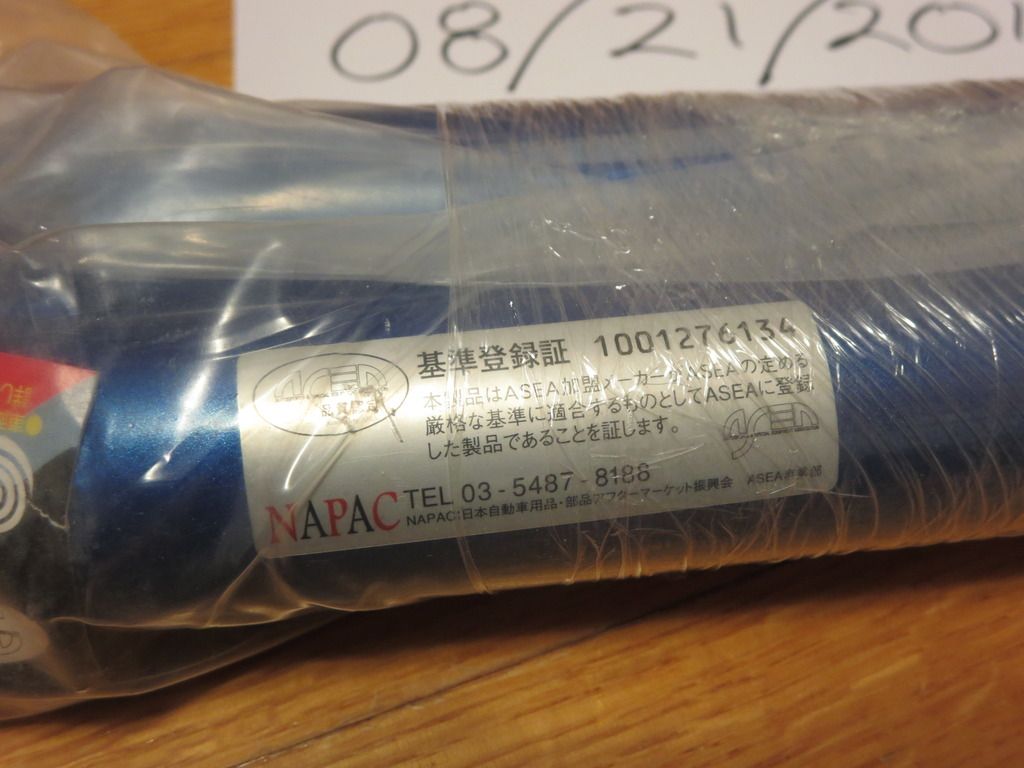 08/21/201
基準登録証 1001276134
本製品はASEA加盟メーカーがASEAの定める
厳格な基準に適合するものとしてASEAに登録
した製品であることを証します。
ASEA
NAPAC TEL 03-5487-8188
NAPAC:日本自動車用品・部品アフターマーケット振興会 ASEA事業部